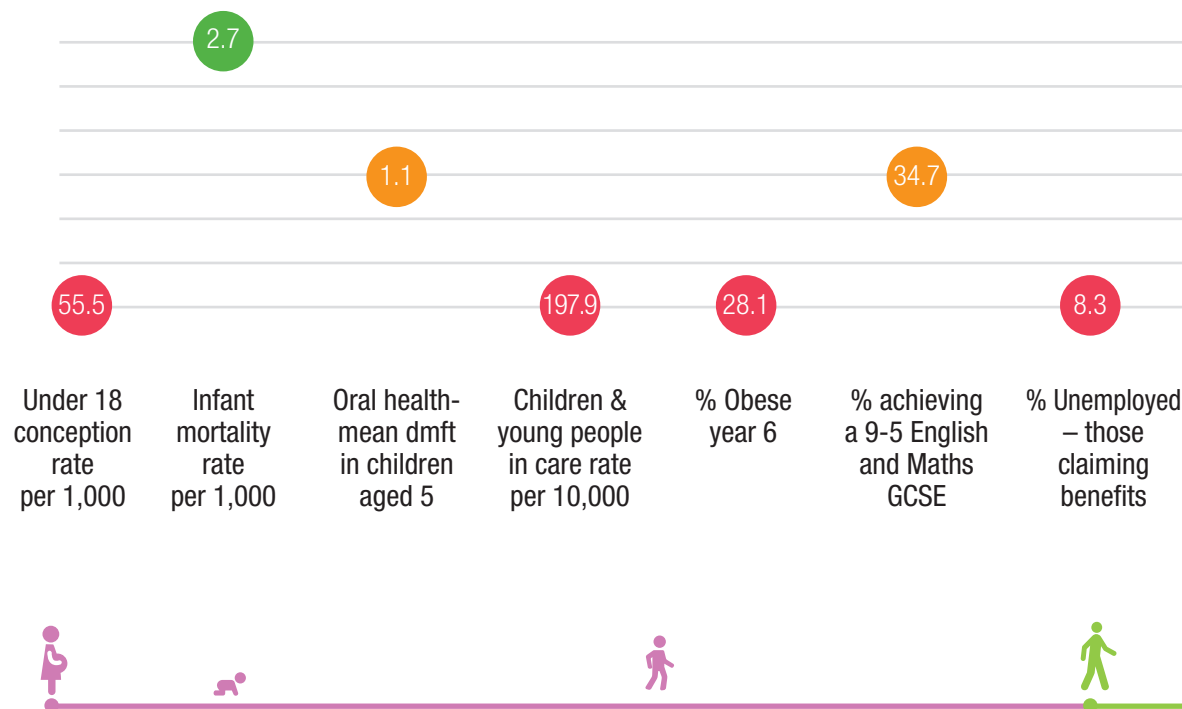 2.7
1.1
34.7
55.5
197.9
28.1
8.3
Under 18
conception
rate
per 1,000
Infant
mortality
rate
per 1,000
Oral health-
mean dmft
in children
aged 5
Children &
young people
in care rate
per 10,000
% Obese
year 6
% achieving
a 9-5 English
and Maths
GCSE
% Unemployed
– those
claiming
benefits